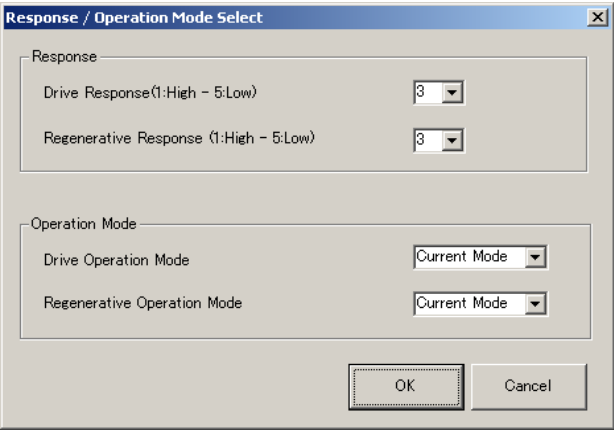 Response / Operation Mode Select
Response
Drive Response(1:High - 5:Low)
3
Regenerative Response (1:High - 5:Low)
3
Operation Mode
Drive Operation Mode
Current Mode
Regenerative Operation Mode
Current Mode
OK
Cancel